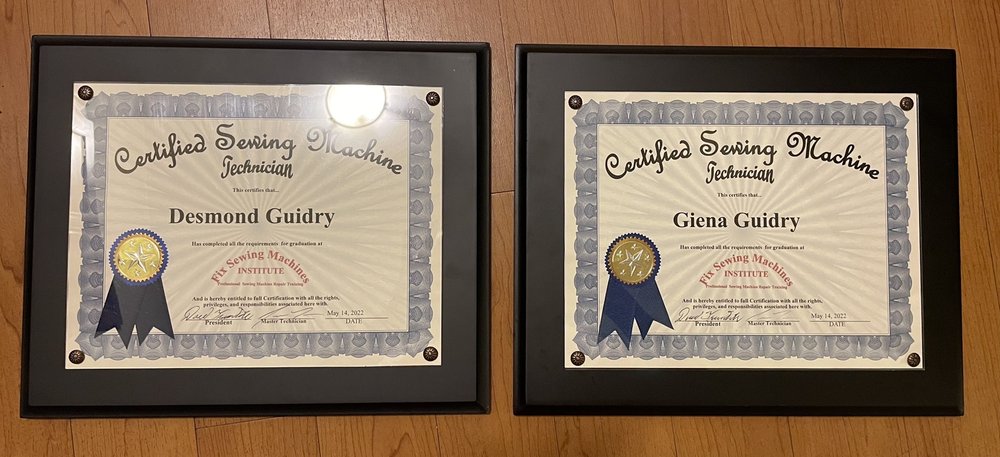 Certified Sewing Machine
Technician
This certifies that...
Desmond Guidry
Has completed all the requirements for graduation at
Fix Sewing Machines
INSTITUTE
Professional Sewing Machine Repair Training
And is hereby entitled to full Certification with all the rights,
privileges, and responsibilities associated here with.
May 14, 2022
President Master Technician DATE
Certified Sewing Machine
Technician
This certifies that...
Giena Guidry
Has completed all the requirements for graduation at
Fix Sewing Machines
INSTITUTE
Professional Sewing Machine Repair Training
And is hereby entitled to full Certification with all the rights,
privileges, and responsibilities associated here with.
May 14, 2022
President Master Technician DATE